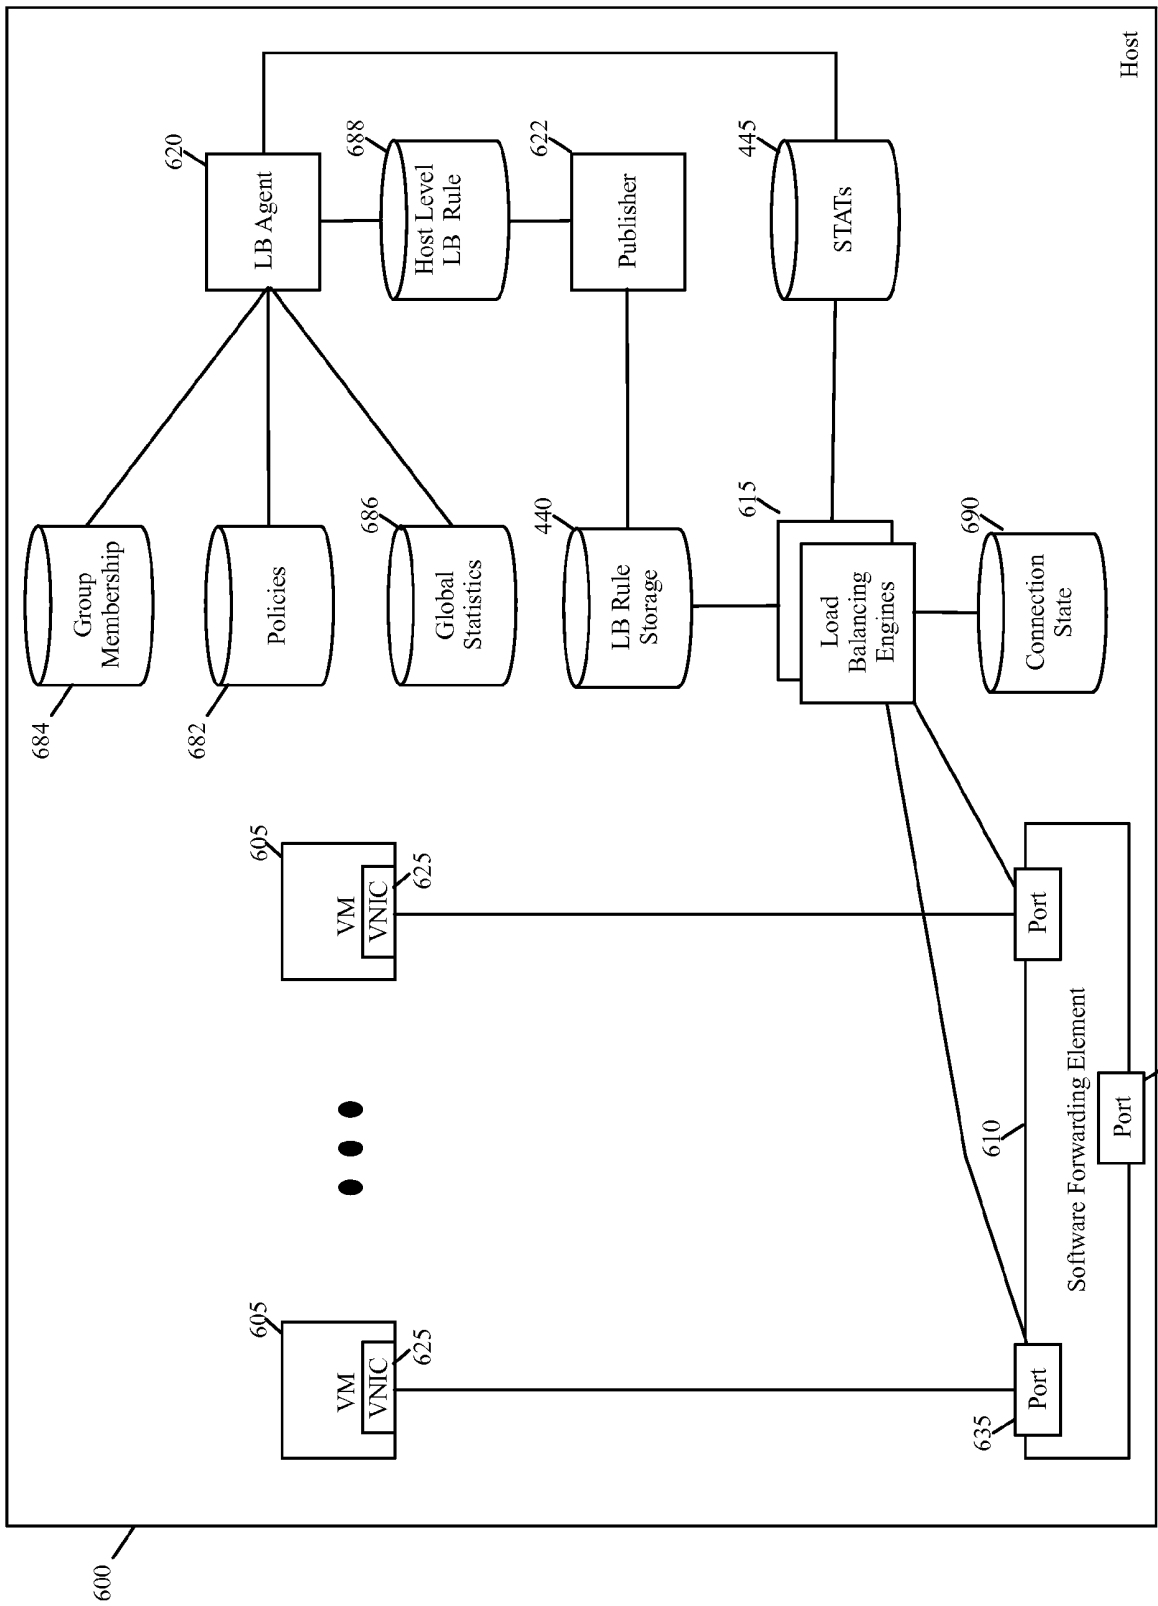 600
605
VM
VNIC
625
605
VM
VNIC
625
635
Port
610
Software Forwarding Element
Port
Port
684
Group
Membership
682
Policies
686
Global
Statistics
440
LB Rule
Storage
615
Load
Balancing
Engines
690
Connection
State
620
LB Agent
688
Host Level
LB Rule
622
Publisher
445
STATs
Host